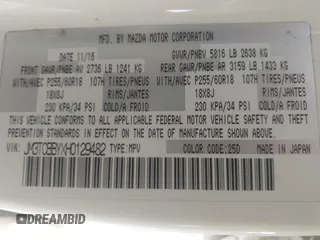 MFD. BY MAZDA MOTOR CORPORATION
DATE 11/16 GVWR/PNBV 5816 LB 2638 KG
FRONT GAWR/PNBE AV 2736 LB 1241 KG REAR GAWR/PNBE AR 3159 LB 1433 KG
WITH/AVEC P255/60R18 107H TIRES/PNEUS WITH/AVEC P255/60R18 107H TIRES/PNEUS
18X8J RIMS/JANTES 18X8J RIMS/JANTES
230 KPA/34 PSI COLD/A FROID 230 KPA/34 PSI COLD/A FROID
THIS VEHICLE CONFORMS TO ALL APPLICABLE FEDERAL MOTOR VEHICLE SAFETY AND THEFT
PREVENTION STANDARDS IN EFFECT ON THE DATE OF MANUFACTURE SHOWN ABOVE.
VIN: TYPE:MPV COLOR CODE:25D MADE IN JAPAN
AUTOBIDMASTER